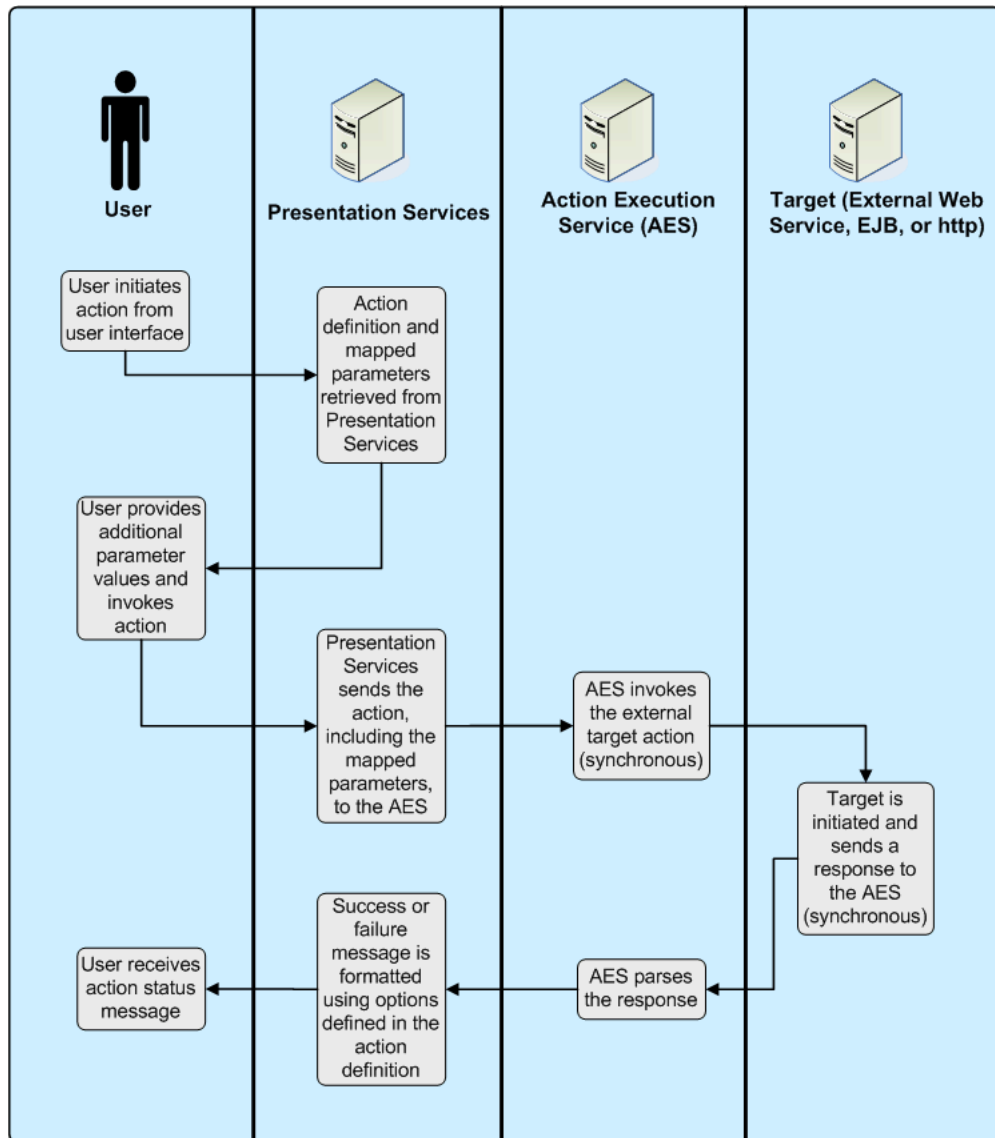 User
Presentation Services
Action Execution
Service (AES)
Target (External Web
Service, EJB, or http)
User initiates
action from
user interface
Action
definition and
mapped
parameters
retrieved from
Presentation
Services
User provides
additional
parameter
values and
invokes
action
Presentation
Services
sends the
action,
including the
mapped
parameters,
to the AES
AES invokes
the external
target action
(synchronous)
Target is
initiated and
sends a
response to
the AES
(synchronous)
AES parses
the response
Success or
failure
message is
formatted
using options
defined in the
action
definition
User receives
action status
message